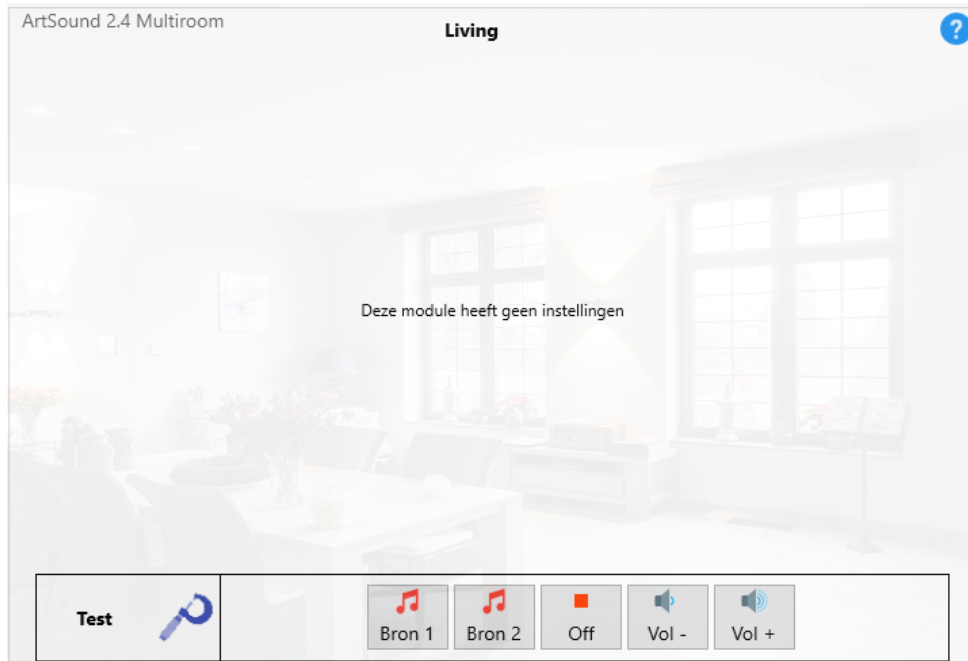 ArtSound 2.4 Multiroom
Living
?
Deze module heeft geen instellingen
Test
Bron 1
Bron 2
Off
Vol -
Vol +